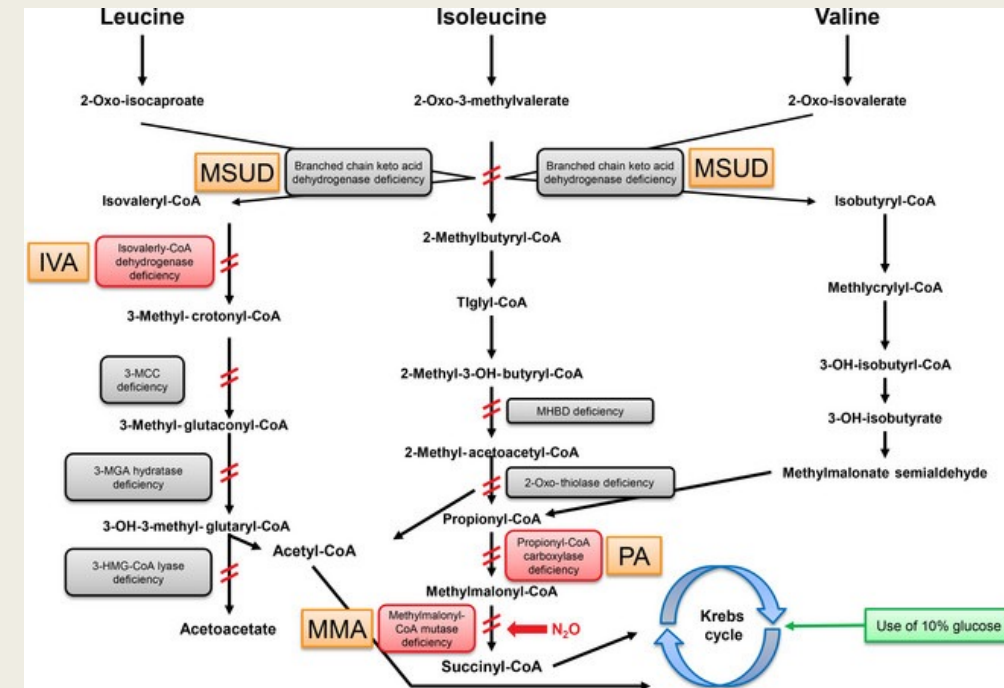 Leucine
Isoleucine
Valine
2-Oxo-isocaproate
2-Oxo-3-methylvalerate
2-Oxo-isovalerate
MSUD
Branched chain keto acid
dehydrogenase deficiency
Branched chain keto acid
dehydrogenase deficiency
MSUD
Isovaleryl-CoA
Isobutyryl-CoA
2-Methylbutyryl-CoA
IVA
Isovalerly-CoA
dehydrogenase
deficiency
Methlycrylyl-CoA
TIglyl-CoA
3-Methyl- crotonyl-CoA
3-OH-isobutyrl-CoA
3-MCC
deficiency
2-Methyl-3-OH-butyryl-CoA
MHBD deficiency
3-OH-isobutyrate
3-Methyl- glutaconyl-CoA
2-Methyl-acetoacetyl-CoA
3-MGA hydratase
deficiency
2-Oxo-thiolase deficiency
Methylmalonate semialdehyde
3-OH-3-methyl- glutaryl-CoA
Propionyl-CoA
Acetyl-CoA
Propionyl-CoA
carboxylase
deficiency
PA
3-HMG-CoA lyase
deficiency
Methylmalonyl-CoA
Acetoacetate
MMA
Methylmalonyl-
CoA mutase
deficiency
N₂O
Krebs
cycle
Use of 10% glucose
Succinyl-CoA